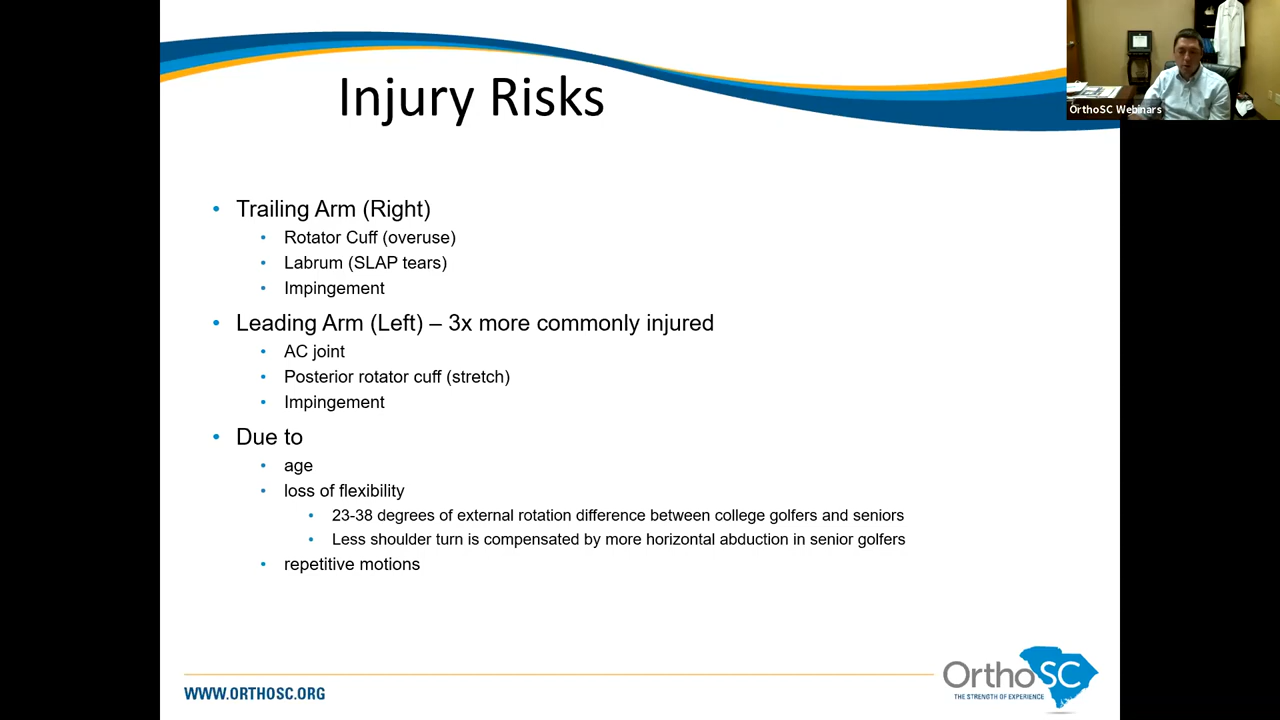 Injury Risks
OrthoSC Webinars
• Trailing Arm (Right)
• Rotator Cuff (overuse)
• Labrum (SLAP tears)
• Impingement
• Leading Arm (Left) – 3x more commonly injured
• AC joint
• Posterior rotator cuff (stretch)
• Impingement
• Due to
• age
• loss of flexibility
• 23-38 degrees of external rotation difference between college golfers and seniors
• Less shoulder turn is compensated by more horizontal abduction in senior golfers
• repetitive motions
WWW.ORTHOSC.ORG
OrthoSC
THE STRENGTH OF EXPERIENCE